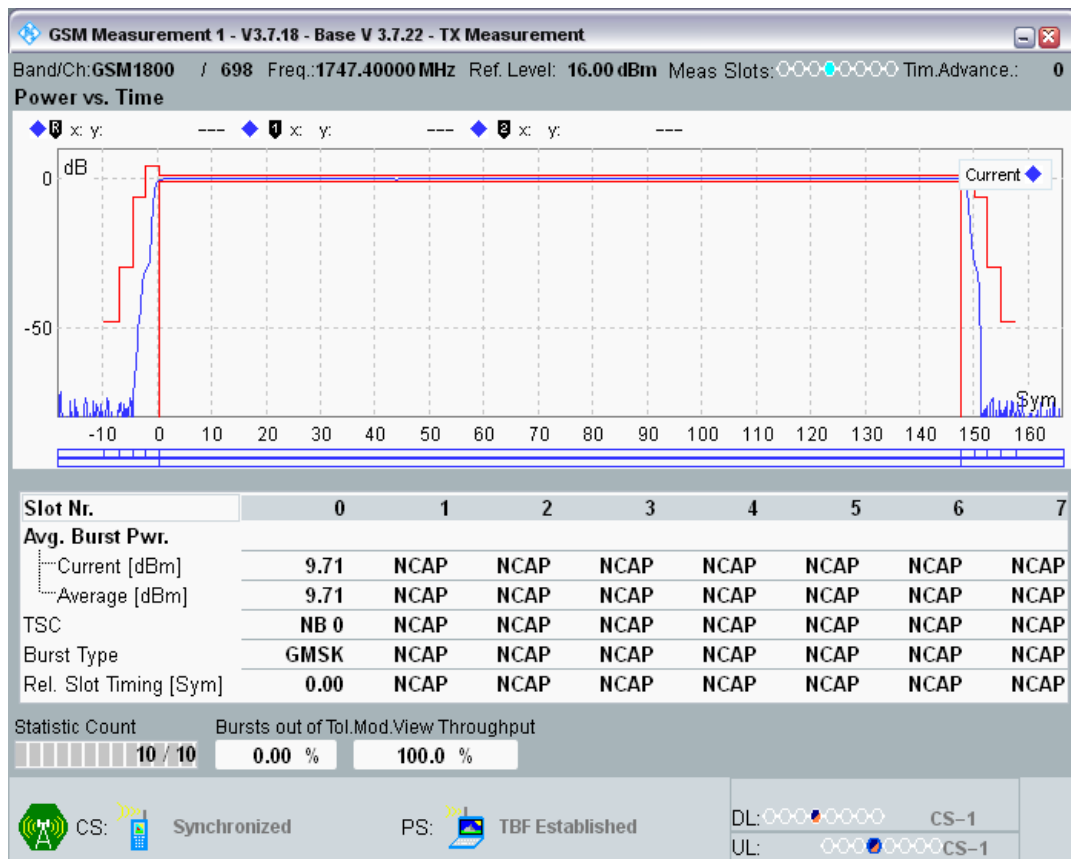 GSM Measurement 1 - V3.7.18 - Base V 3.7.22 - TX Measurement
Band/Ch:GSM1800 / 698 Freq.:1747.40000 MHz Ref. Level: 16.00 dBm Meas Slots: Tim.Advance.: 0
Power vs. Time
R x: y: --- 1 x: y: --- 2 x: y: ---
dB
0
Current
-50
Sym
-10 0 10 20 30 40 50 60 70 80 90 100 110 120 130 140 150 160
Slot Nr. 0 1 2 3 4 5 6 7
Avg. Burst Pwr.
Current [dBm] 9.71 NCAP NCAP NCAP NCAP NCAP NCAP NCAP
Average [dBm] 9.71 NCAP NCAP NCAP NCAP NCAP NCAP NCAP
TSC NB 0 NCAP NCAP NCAP NCAP NCAP NCAP NCAP
Burst Type GMSK NCAP NCAP NCAP NCAP NCAP NCAP NCAP
Rel. Slot Timing [Sym] 0.00 NCAP NCAP NCAP NCAP NCAP NCAP NCAP
Statistic Count Bursts out of Tol.Mod.View Throughput
10 / 10 0.00 % 100.0 %
CS: Synchronized PS: TBF Established
DL: CS-1
UL: CS-1